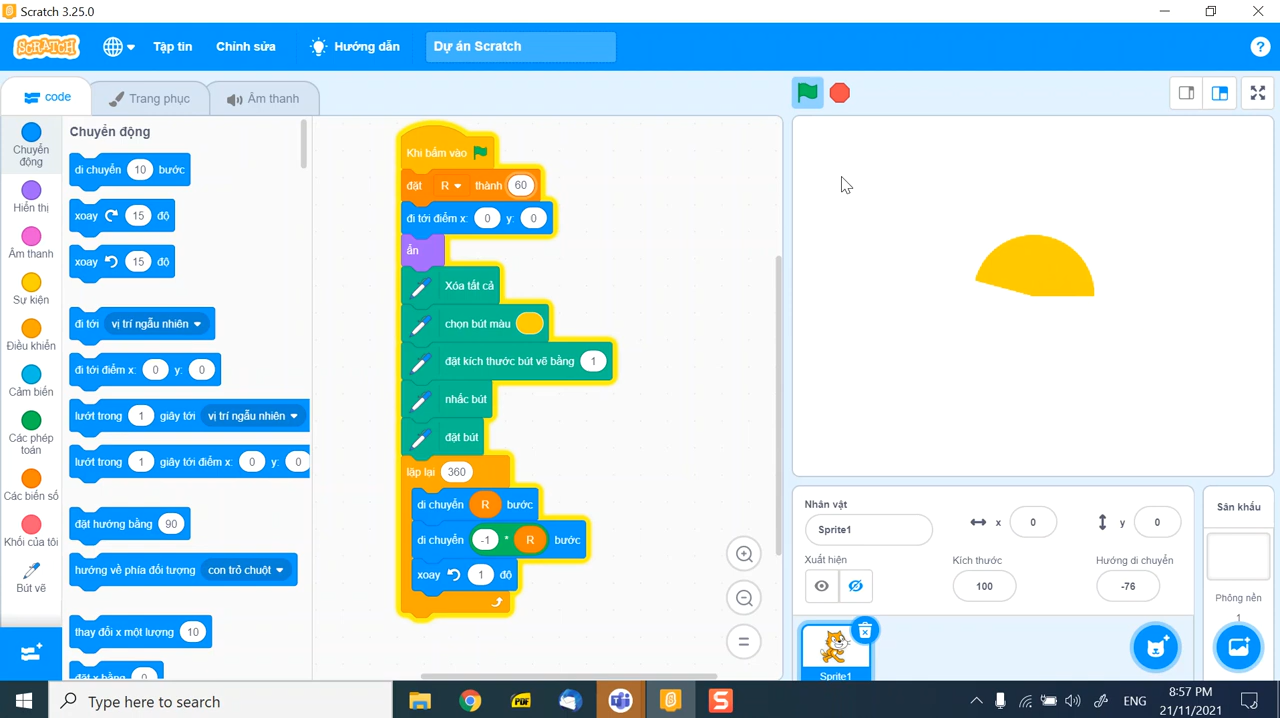 Scratch 3.25.0
SCRATCH
Tập tin
Chỉnh sửa
Hướng dẫn
Dự án Scratch
?
code
Trang phục
Âm thanh
Chuyển động
Hiển thị
Âm thanh
Sự kiện
Điều khiển
Cảm biến
Các phép toán
Các biến số
Khối của tôi
Bút vẽ
Chuyển động
di chuyển 10 bước
xoay 15 độ
xoay 15 độ
đi tới vị trí ngẫu nhiên
đi tới điểm x: 0 y: 0
lướt trong 1 giây tới vị trí ngẫu nhiên
lướt trong 1 giây tới điểm x: 0 y: 0
đặt hướng bằng 90
hướng về phía đối tượng con trỏ chuột
thay đổi x một lượng 10
đặt x bằng 0
Khi bấm vào
đặt R thành 60
đi tới điểm x: 0 y: 0
ẩn
Xóa tất cả
chọn bút màu
đặt kích thước bút vẽ bằng 1
nhấc bút
đặt bút
lặp lại 360
di chuyển R bước
di chuyển -1 * R bước
xoay 1 độ
Nhân vật
Sprite1
x 0
y 0
Xuất hiện
Kích thước
100
Hướng di chuyển
-76
Sprite1
Sân khấu
Phông nền
1
Type here to search
PDF
S
ENG
8:57 PM
21/11/2021